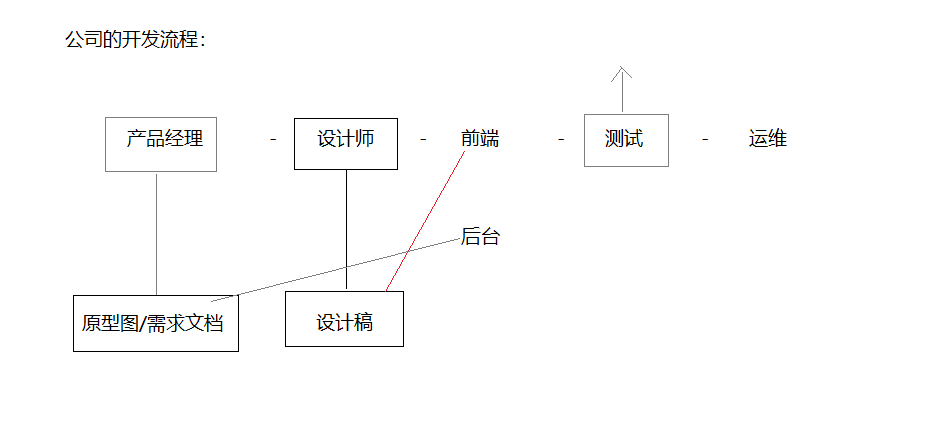 公司的开发流程：
产品经理 - 设计师 - 前端 - 测试 - 运维
后台
原型图/需求文档 设计稿